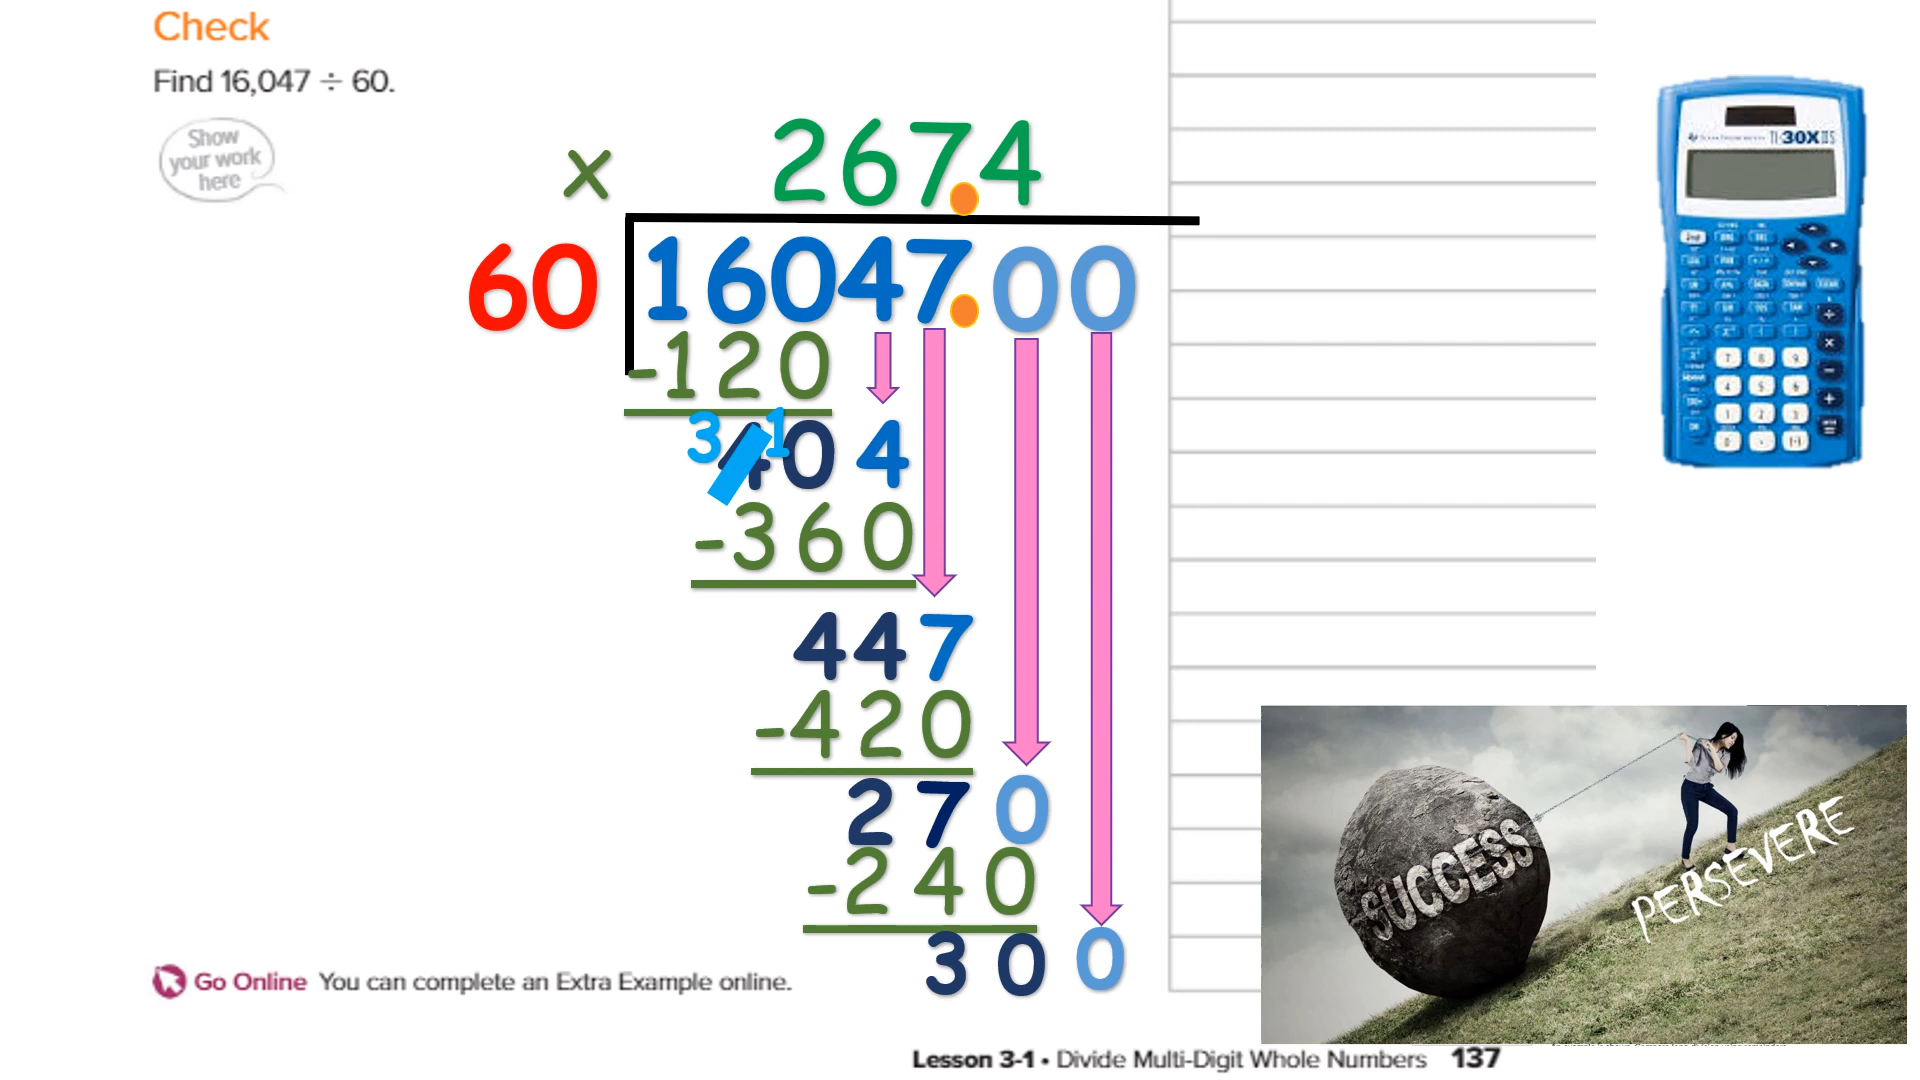 Check
Find 16,047 ÷ 60.
Show
your work
here
x 267.4
60 16047.00
-120
3 1
404
-360
447
-420
270
-240
300
TI-30X IIS
SUCCESS
PERSEVERE
Go Online You can complete an Extra Example online.
Lesson 3-1 • Divide Multi-Digit Whole Numbers 137